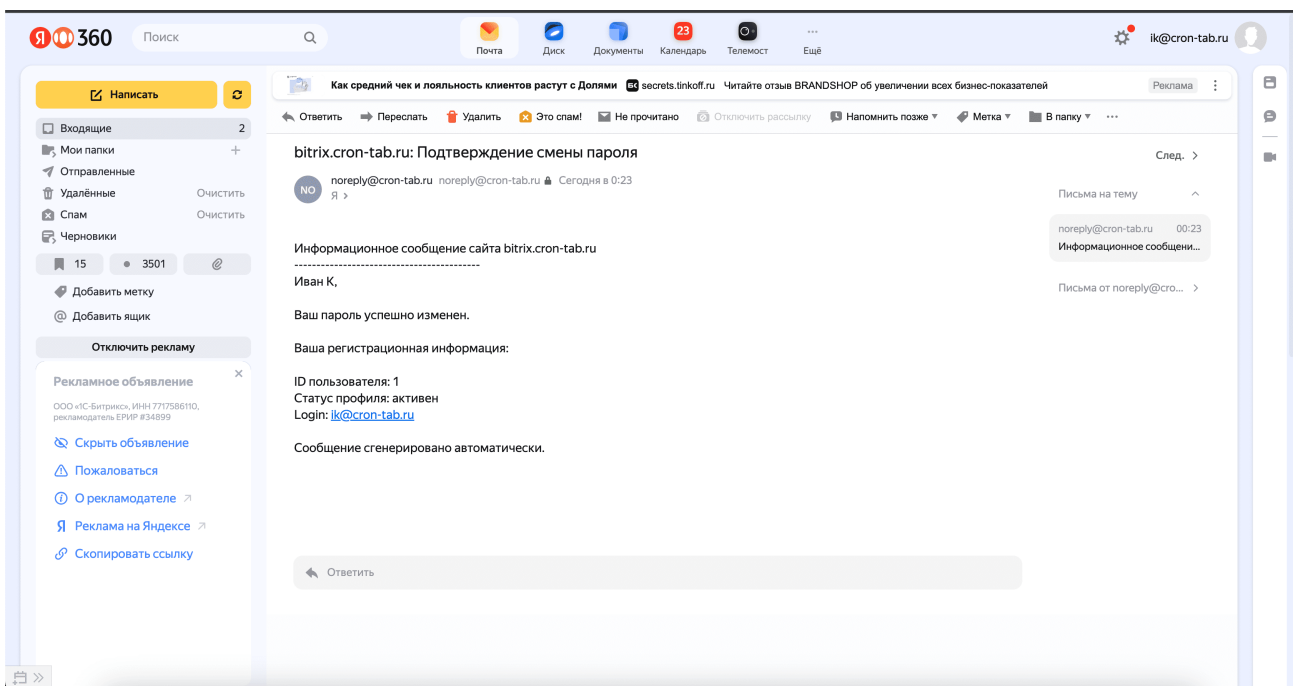 Я 360
Поиск
Почта
Диск
Документы
23
Календарь
Телемост
Ещё
ik@cron-tab.ru
Написать
Входящие 2
Мои папки
Отправленные
Удалённые Очистить
Спам Очистить
Черновики
15 3501
Добавить метку
Добавить ящик
Отключить рекламу
Рекламное объявление
ООО «1С-Битрикс», ИНН 7717586110,
рекламодатель ЕРИР #34899
Скрыть объявление
Пожаловаться
О рекламодателе
Я Реклама на Яндексе
Скопировать ссылку
Как средний чек и лояльность клиентов растут с Долями secrets.tinkoff.ru Читайте отзыв BRANDSHOP об увеличении всех бизнес-показателей Реклама
Ответить Переслать Удалить Это спам! Не прочитано Отключить рассылку Напомнить позже Метка В папку ···
bitrix.cron-tab.ru: Подтверждение смены пароля
След.
NO
noreply@cron-tab.ru noreply@cron-tab.ru Сегодня в 0:23
Я
Информационное сообщение сайта bitrix.cron-tab.ru
------------------------------------------
Иван К,
Ваш пароль успешно изменен.
Ваша регистрационная информация:
ID пользователя: 1
Статус профиля: активен
Login: ik@cron-tab.ru
Сообщение сгенерировано автоматически.
Ответить
Письма на тему
noreply@cron-tab.ru 00:23
Информационное сообщени...
Письма от noreply@cro...